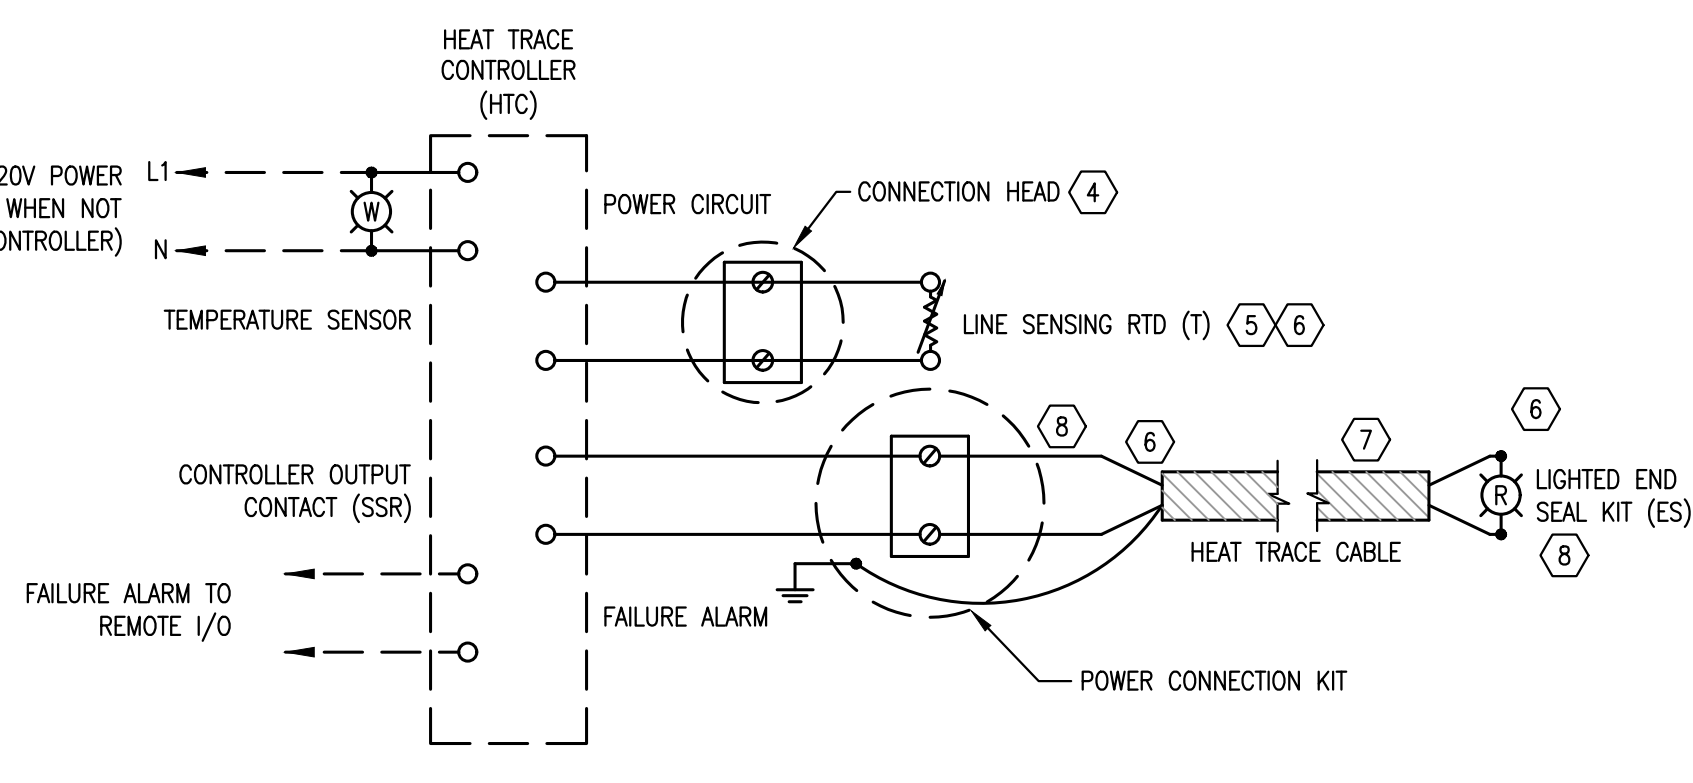 HEAT TRACE
CONTROLLER
(HTC)
20V POWER
WHEN NOT
ONTROLLER)
L1
N
W
POWER CIRCUIT
CONNECTION HEAD 4
TEMPERATURE SENSOR
LINE SENSING RTD (T) 5 6
CONTROLLER OUTPUT
CONTACT (SSR)
8
6
7
6
R
LIGHTED END
SEAL KIT (ES)
8
HEAT TRACE CABLE
FAILURE ALARM TO
REMOTE I/O
FAILURE ALARM
POWER CONNECTION KIT